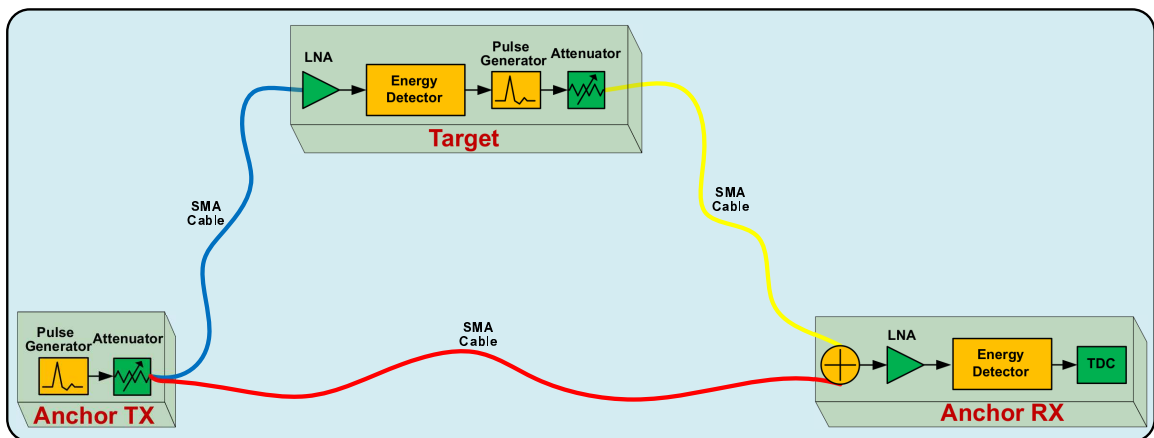 LNA
Energy
Detector
Pulse
Generator
Attenuator
Target
SMA
Cable
SMA
Cable
SMA
Cable
Pulse
Generator
Attenuator
Anchor TX
LNA
Energy
Detector
TDC
Anchor RX